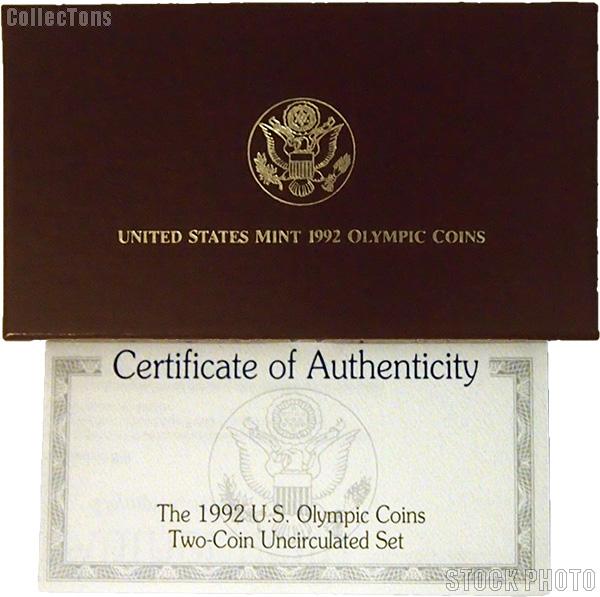 CollecTons
UNITED STATES MINT 1992 OLYMPIC COINS
Certificate of Authenticity
The 1992 U.S. Olympic Coins
Two-Coin Uncirculated Set
STOCK PHOTO